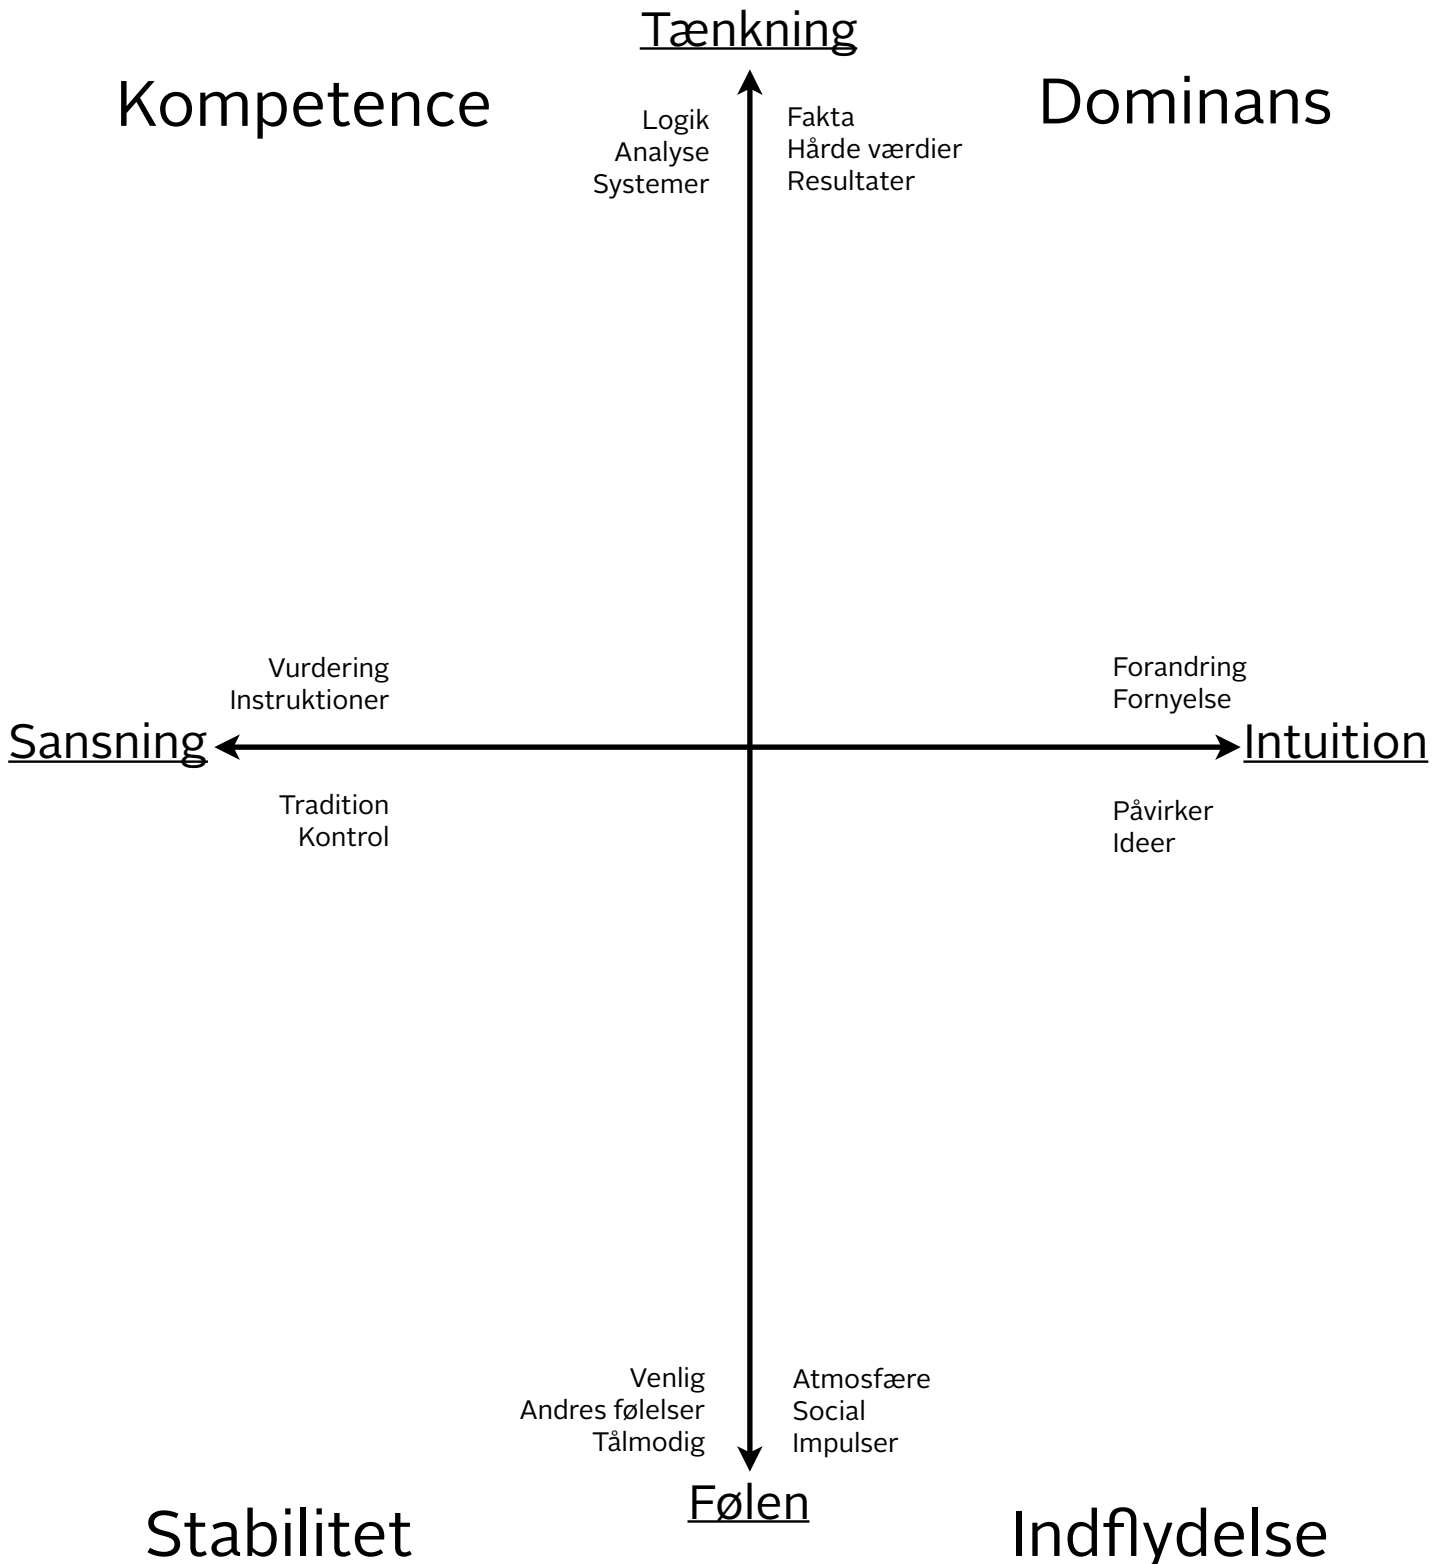 Tænkning
Kompetence
Dominans
Logik
Analyse
Systemer
Fakta
Hårde værdier
Resultater
Vurdering
Instruktioner
Forandring
Fornyelse
Sansning
Intuition
Tradition
Kontrol
Påvirker
Ideer
Venlig
Andres følelser
Tålmodig
Atmosfære
Social
Impulser
Følen
Stabilitet
Indflydelse